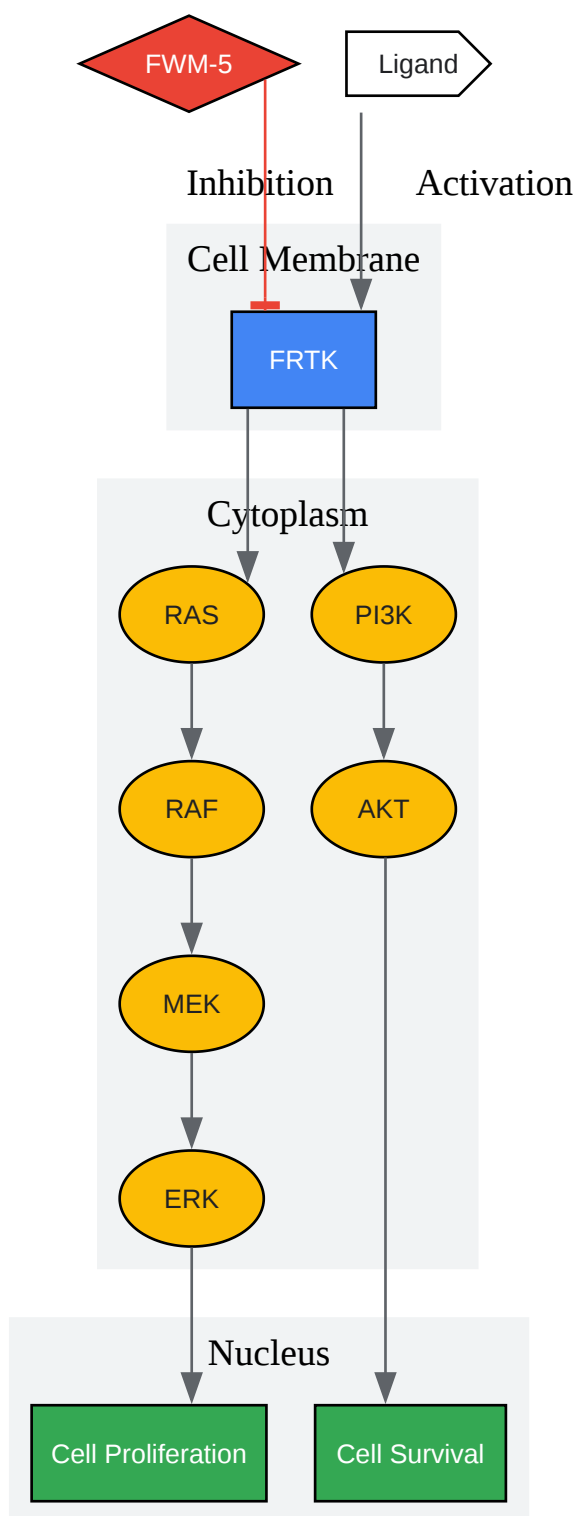 FWM-5
Ligand
Inhibition
Activation
Cell Membrane
FRTK
Cytoplasm
RAS
PI3K
RAF
AKT
MEK
ERK
Nucleus
Cell Proliferation
Cell Survival